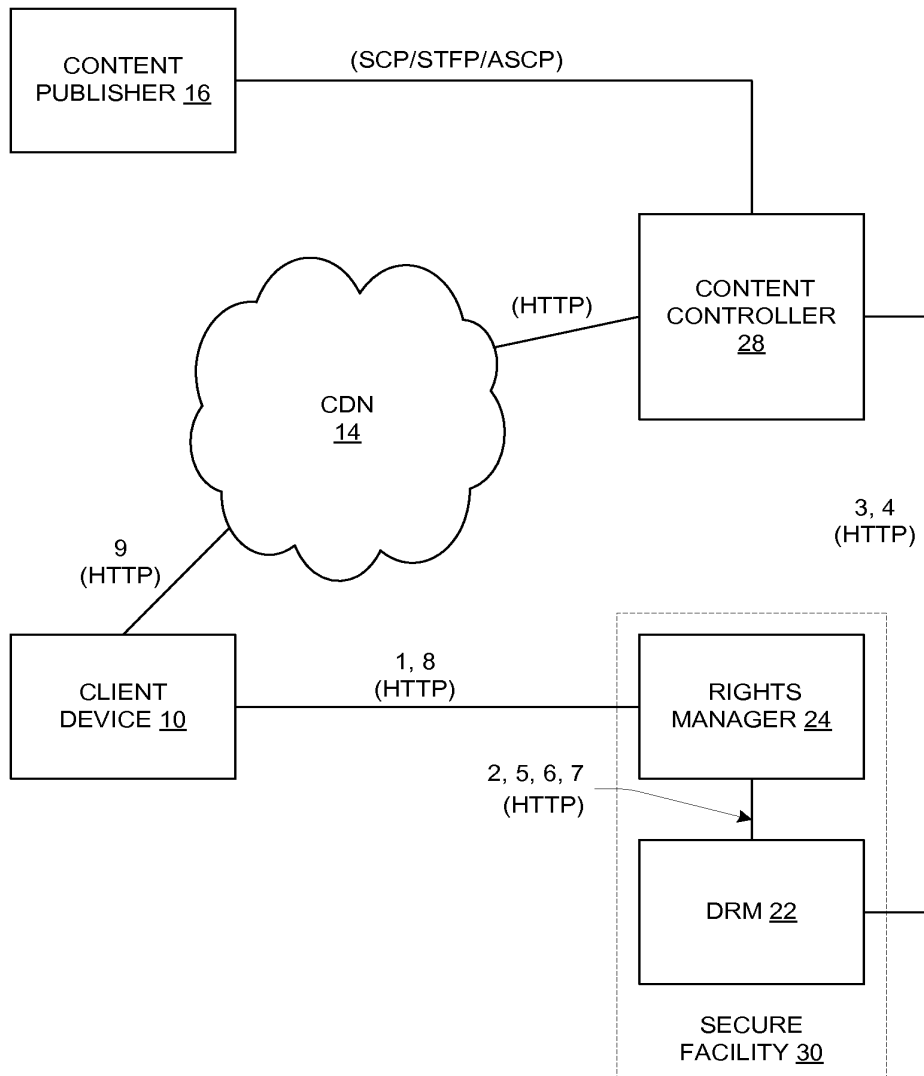 CONTENT
PUBLISHER 16
(SCP/STFP/ASCP)
CONTENT
CONTROLLER
28
(HTTP)
CDN
14
3, 4
(HTTP)
9
(HTTP)
CLIENT
DEVICE 10
1, 8
(HTTP)
RIGHTS
MANAGER 24
2, 5, 6, 7
(HTTP)
DRM 22
SECURE
FACILITY 30